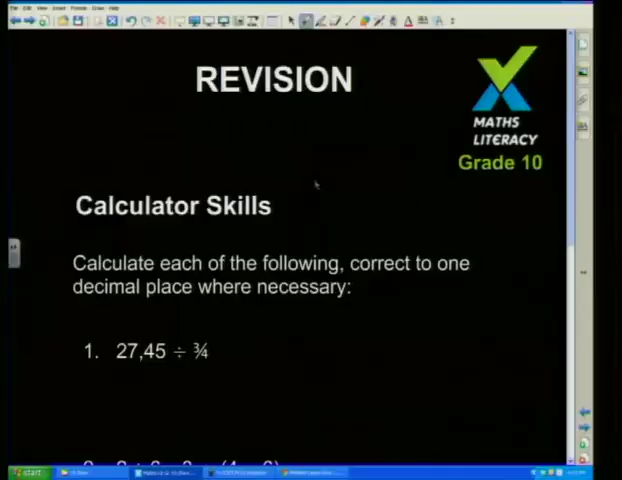 REVISION
MATHS
LITERACY
Grade 10
Calculator Skills
Calculate each of the following, correct to one
decimal place where necessary:
1. 27,45 ÷ ¾
start